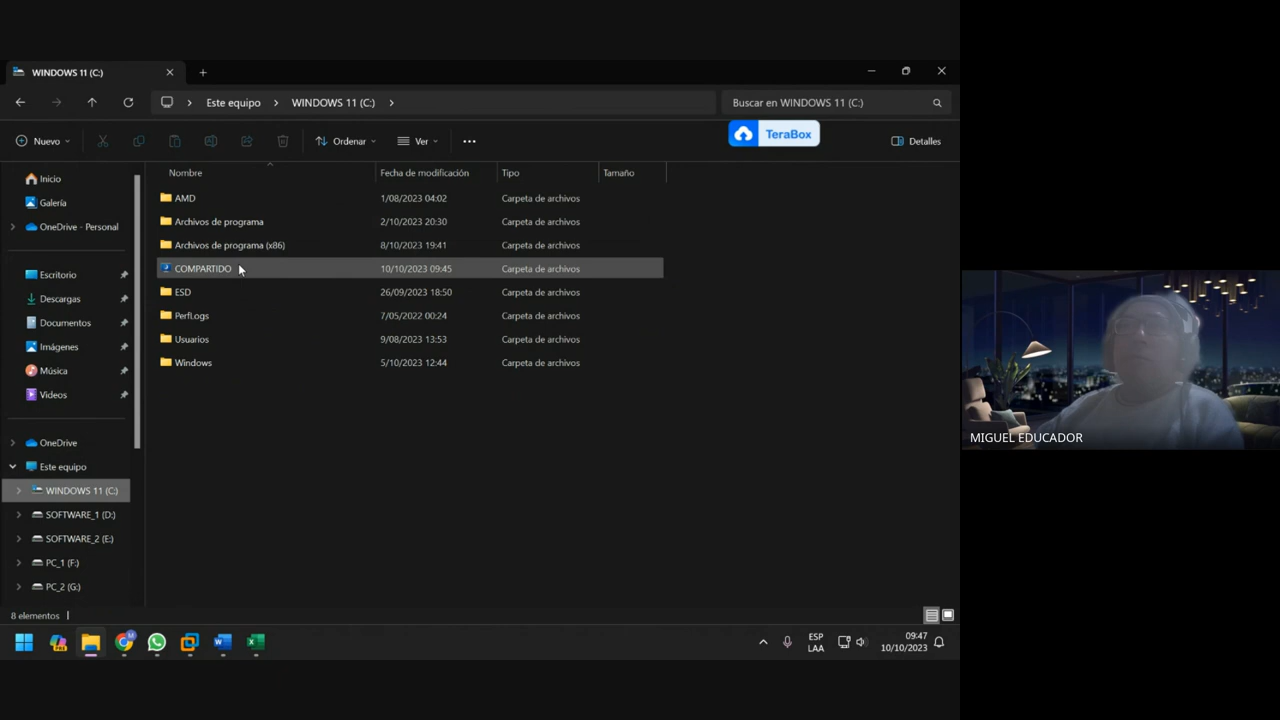 WINDOWS 11 (C:)
Este equipo
WINDOWS 11 (C:)
Buscar en WINDOWS 11 (C:)
Nuevo
Ordenar
Ver
TeraBox
Detalles
Nombre Fecha de modificación Tipo Tamaño
AMD 1/08/2023 04:02 Carpeta de archivos
Archivos de programa 2/10/2023 20:30 Carpeta de archivos
Archivos de programa (x86) 8/10/2023 19:41 Carpeta de archivos
COMPARTIDO 10/10/2023 09:45 Carpeta de archivos
ESD 26/09/2023 18:50 Carpeta de archivos
PerfLogs 7/05/2022 00:24 Carpeta de archivos
Usuarios 9/08/2023 13:53 Carpeta de archivos
Windows 5/10/2023 12:44 Carpeta de archivos
Inicio
Galería
OneDrive - Personal
Escritorio
Descargas
Documentos
Imágenes
Música
Videos
OneDrive
Este equipo
WINDOWS 11 (C:)
SOFTWARE_1 (D:)
SOFTWARE_2 (E:)
PC_1 (F:)
PC_2 (G:)
8 elementos
ESP
LAA
09:47
10/10/2023
MIGUEL EDUCADOR